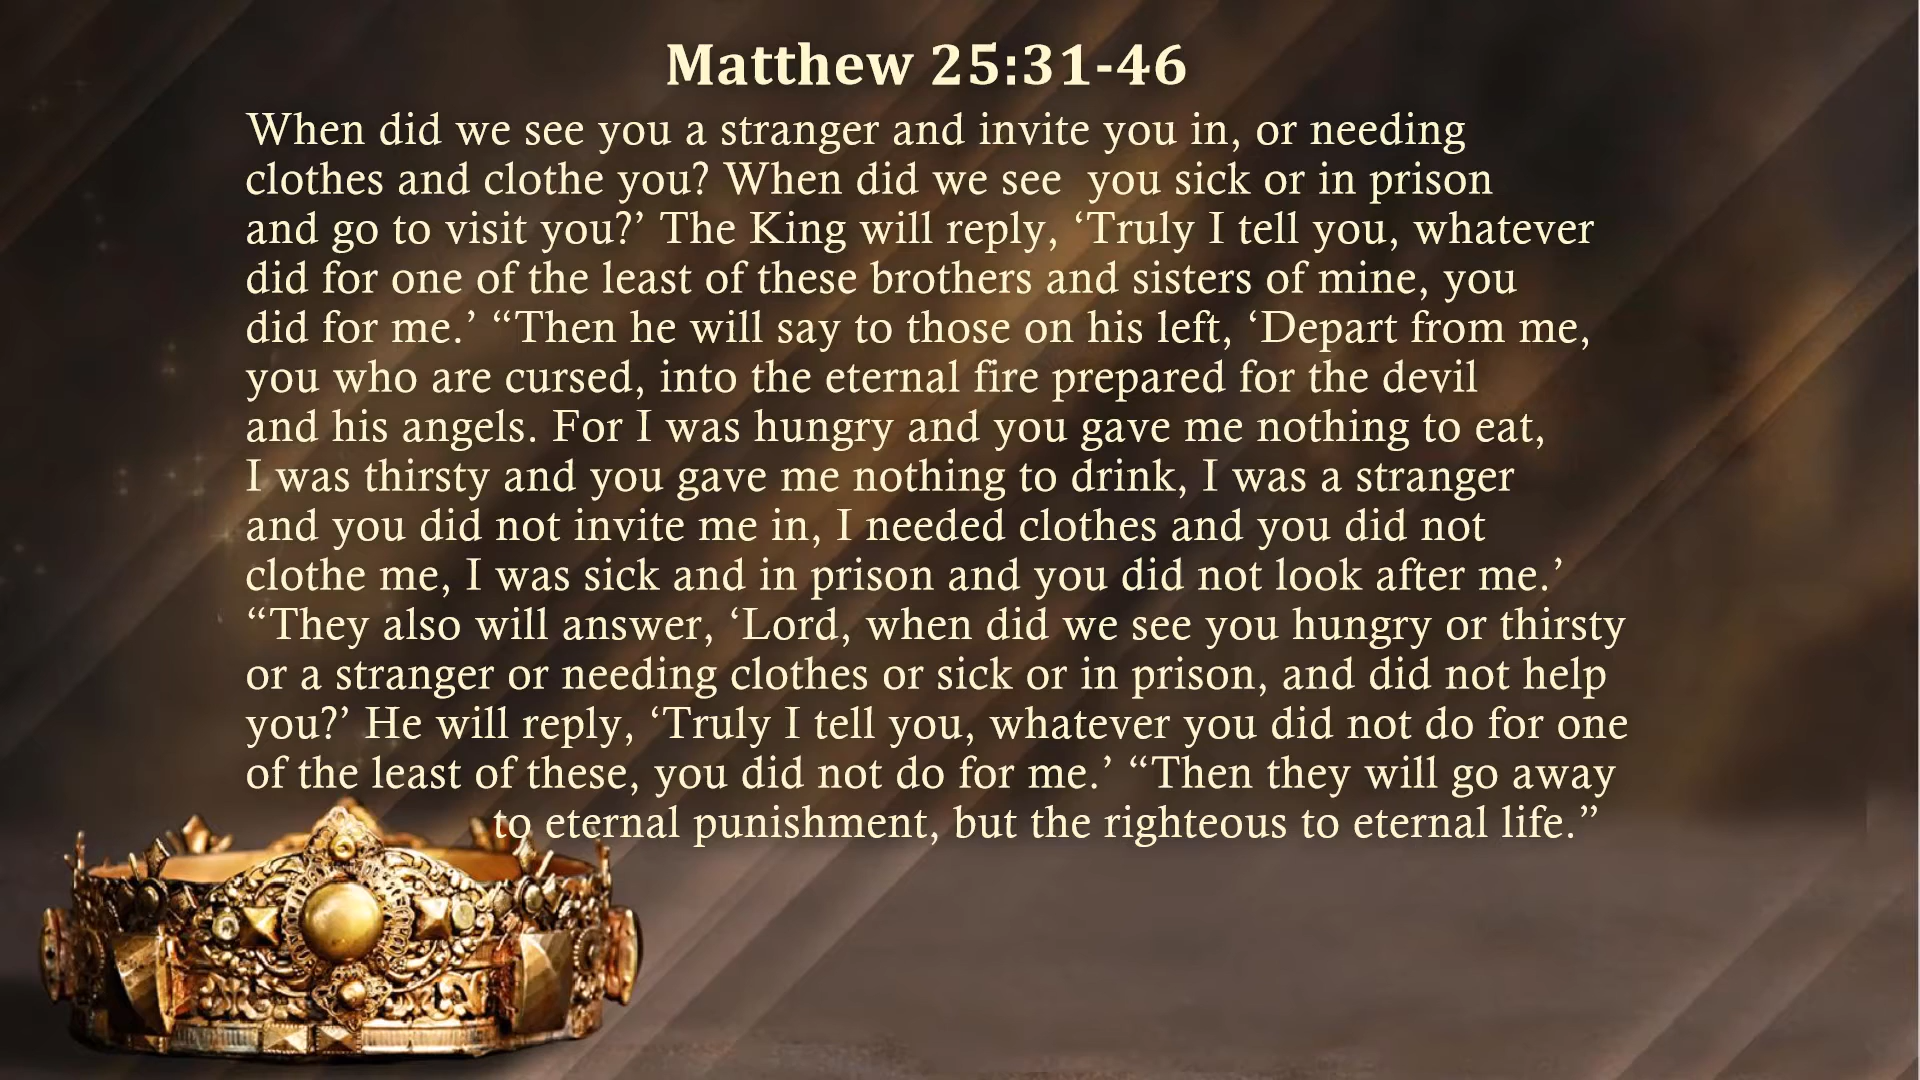 Matthew 25:31-46
When did we see you a stranger and invite you in, or needing
clothes and clothe you? When did we see  you sick or in prison
and go to visit you?’ The King will reply, ‘Truly I tell you, whatever
did for one of the least of these brothers and sisters of mine, you
did for me.’ “Then he will say to those on his left, ‘Depart from me,
you who are cursed, into the eternal fire prepared for the devil
and his angels. For I was hungry and you gave me nothing to eat,
I was thirsty and you gave me nothing to drink, I was a stranger
and you did not invite me in, I needed clothes and you did not
clothe me, I was sick and in prison and you did not look after me.’
“They also will answer, ‘Lord, when did we see you hungry or thirsty
or a stranger or needing clothes or sick or in prison, and did not help
you?’ He will reply, ‘Truly I tell you, whatever you did not do for one
of the least of these, you did not do for me.’ “Then they will go away
to eternal punishment, but the righteous to eternal life.”